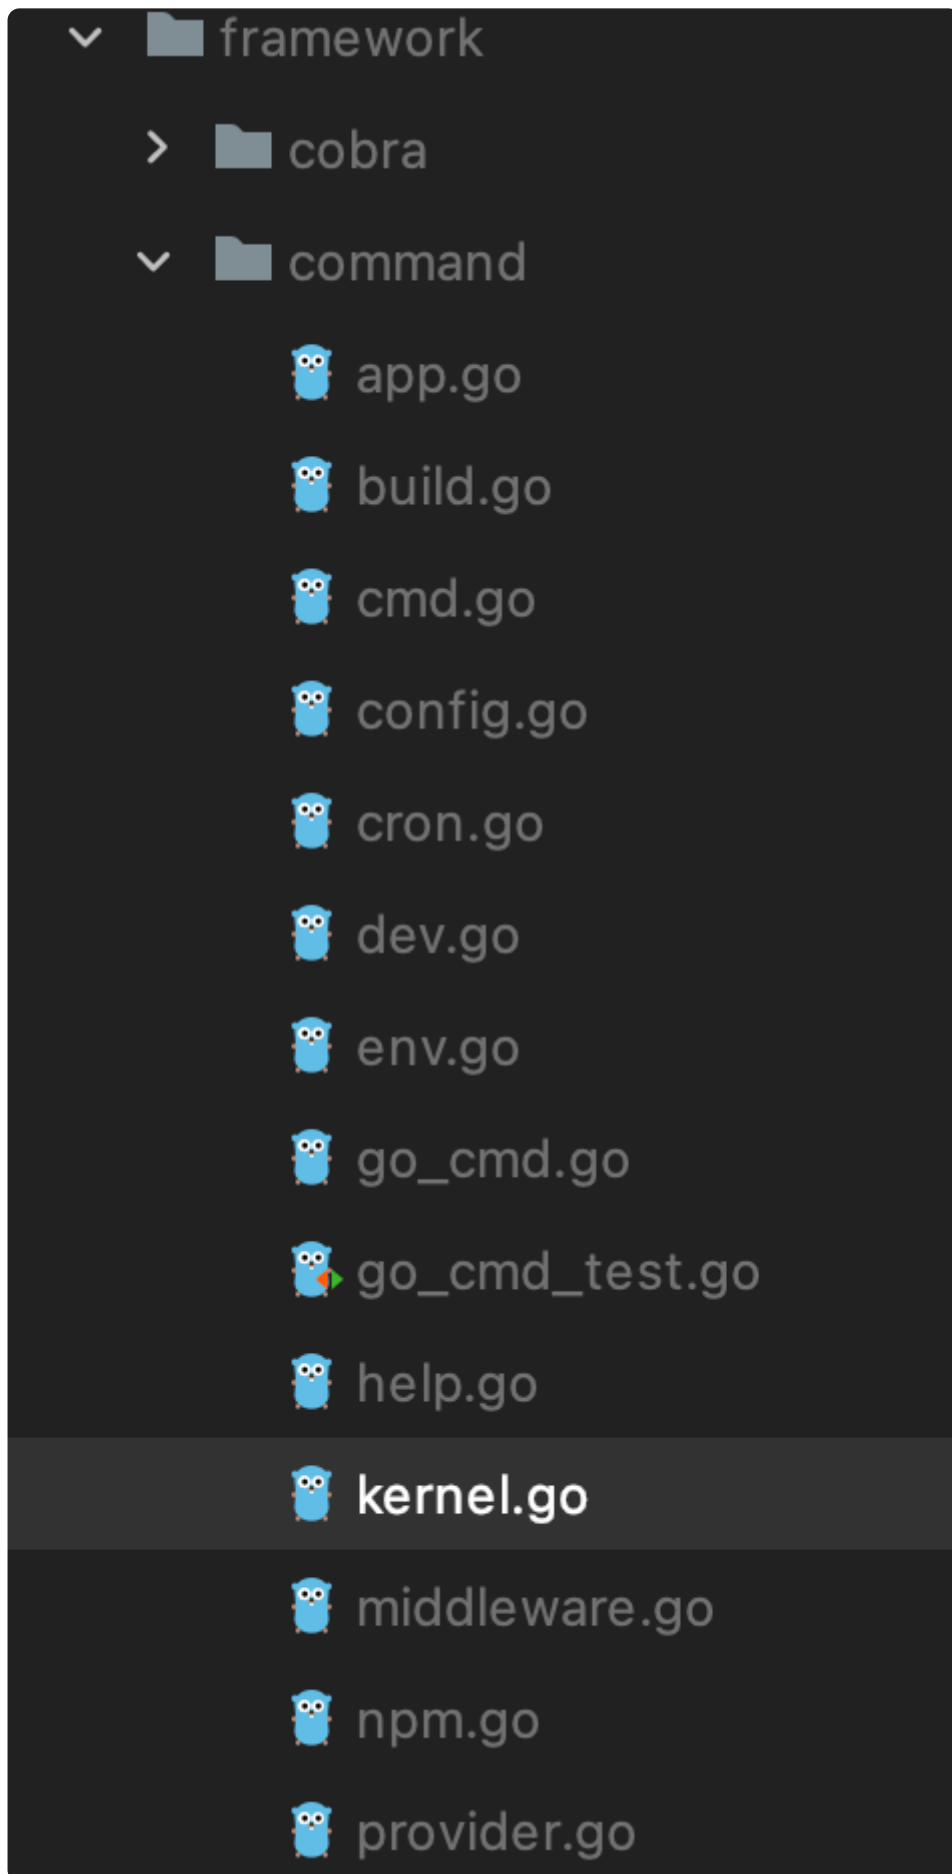 framework
cobra
command
app.go
build.go
cmd.go
config.go
cron.go
dev.go
env.go
go_cmd.go
go_cmd_test.go
help.go
kernel.go
middleware.go
npm.go
provider.go